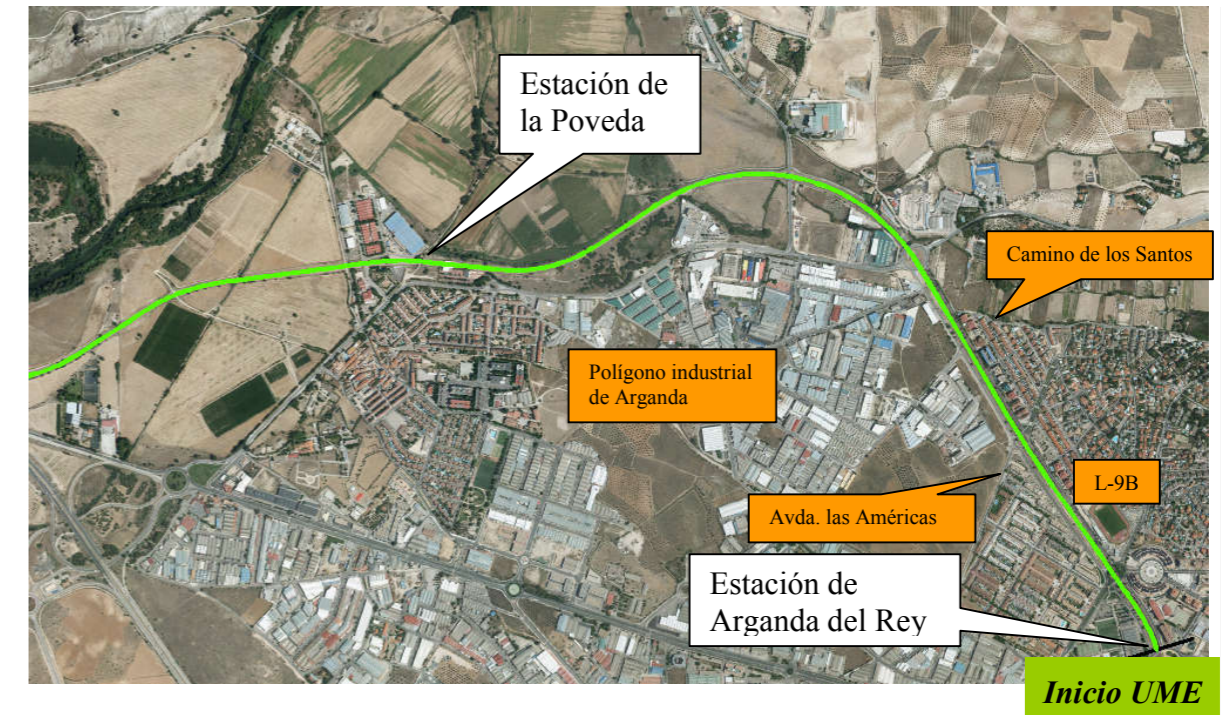 Estación de
la Poveda
Camino de los Santos
Polígono industrial
de Arganda
L-9B
Avda. las Américas
Estación de
Arganda del Rey
Inicio UME